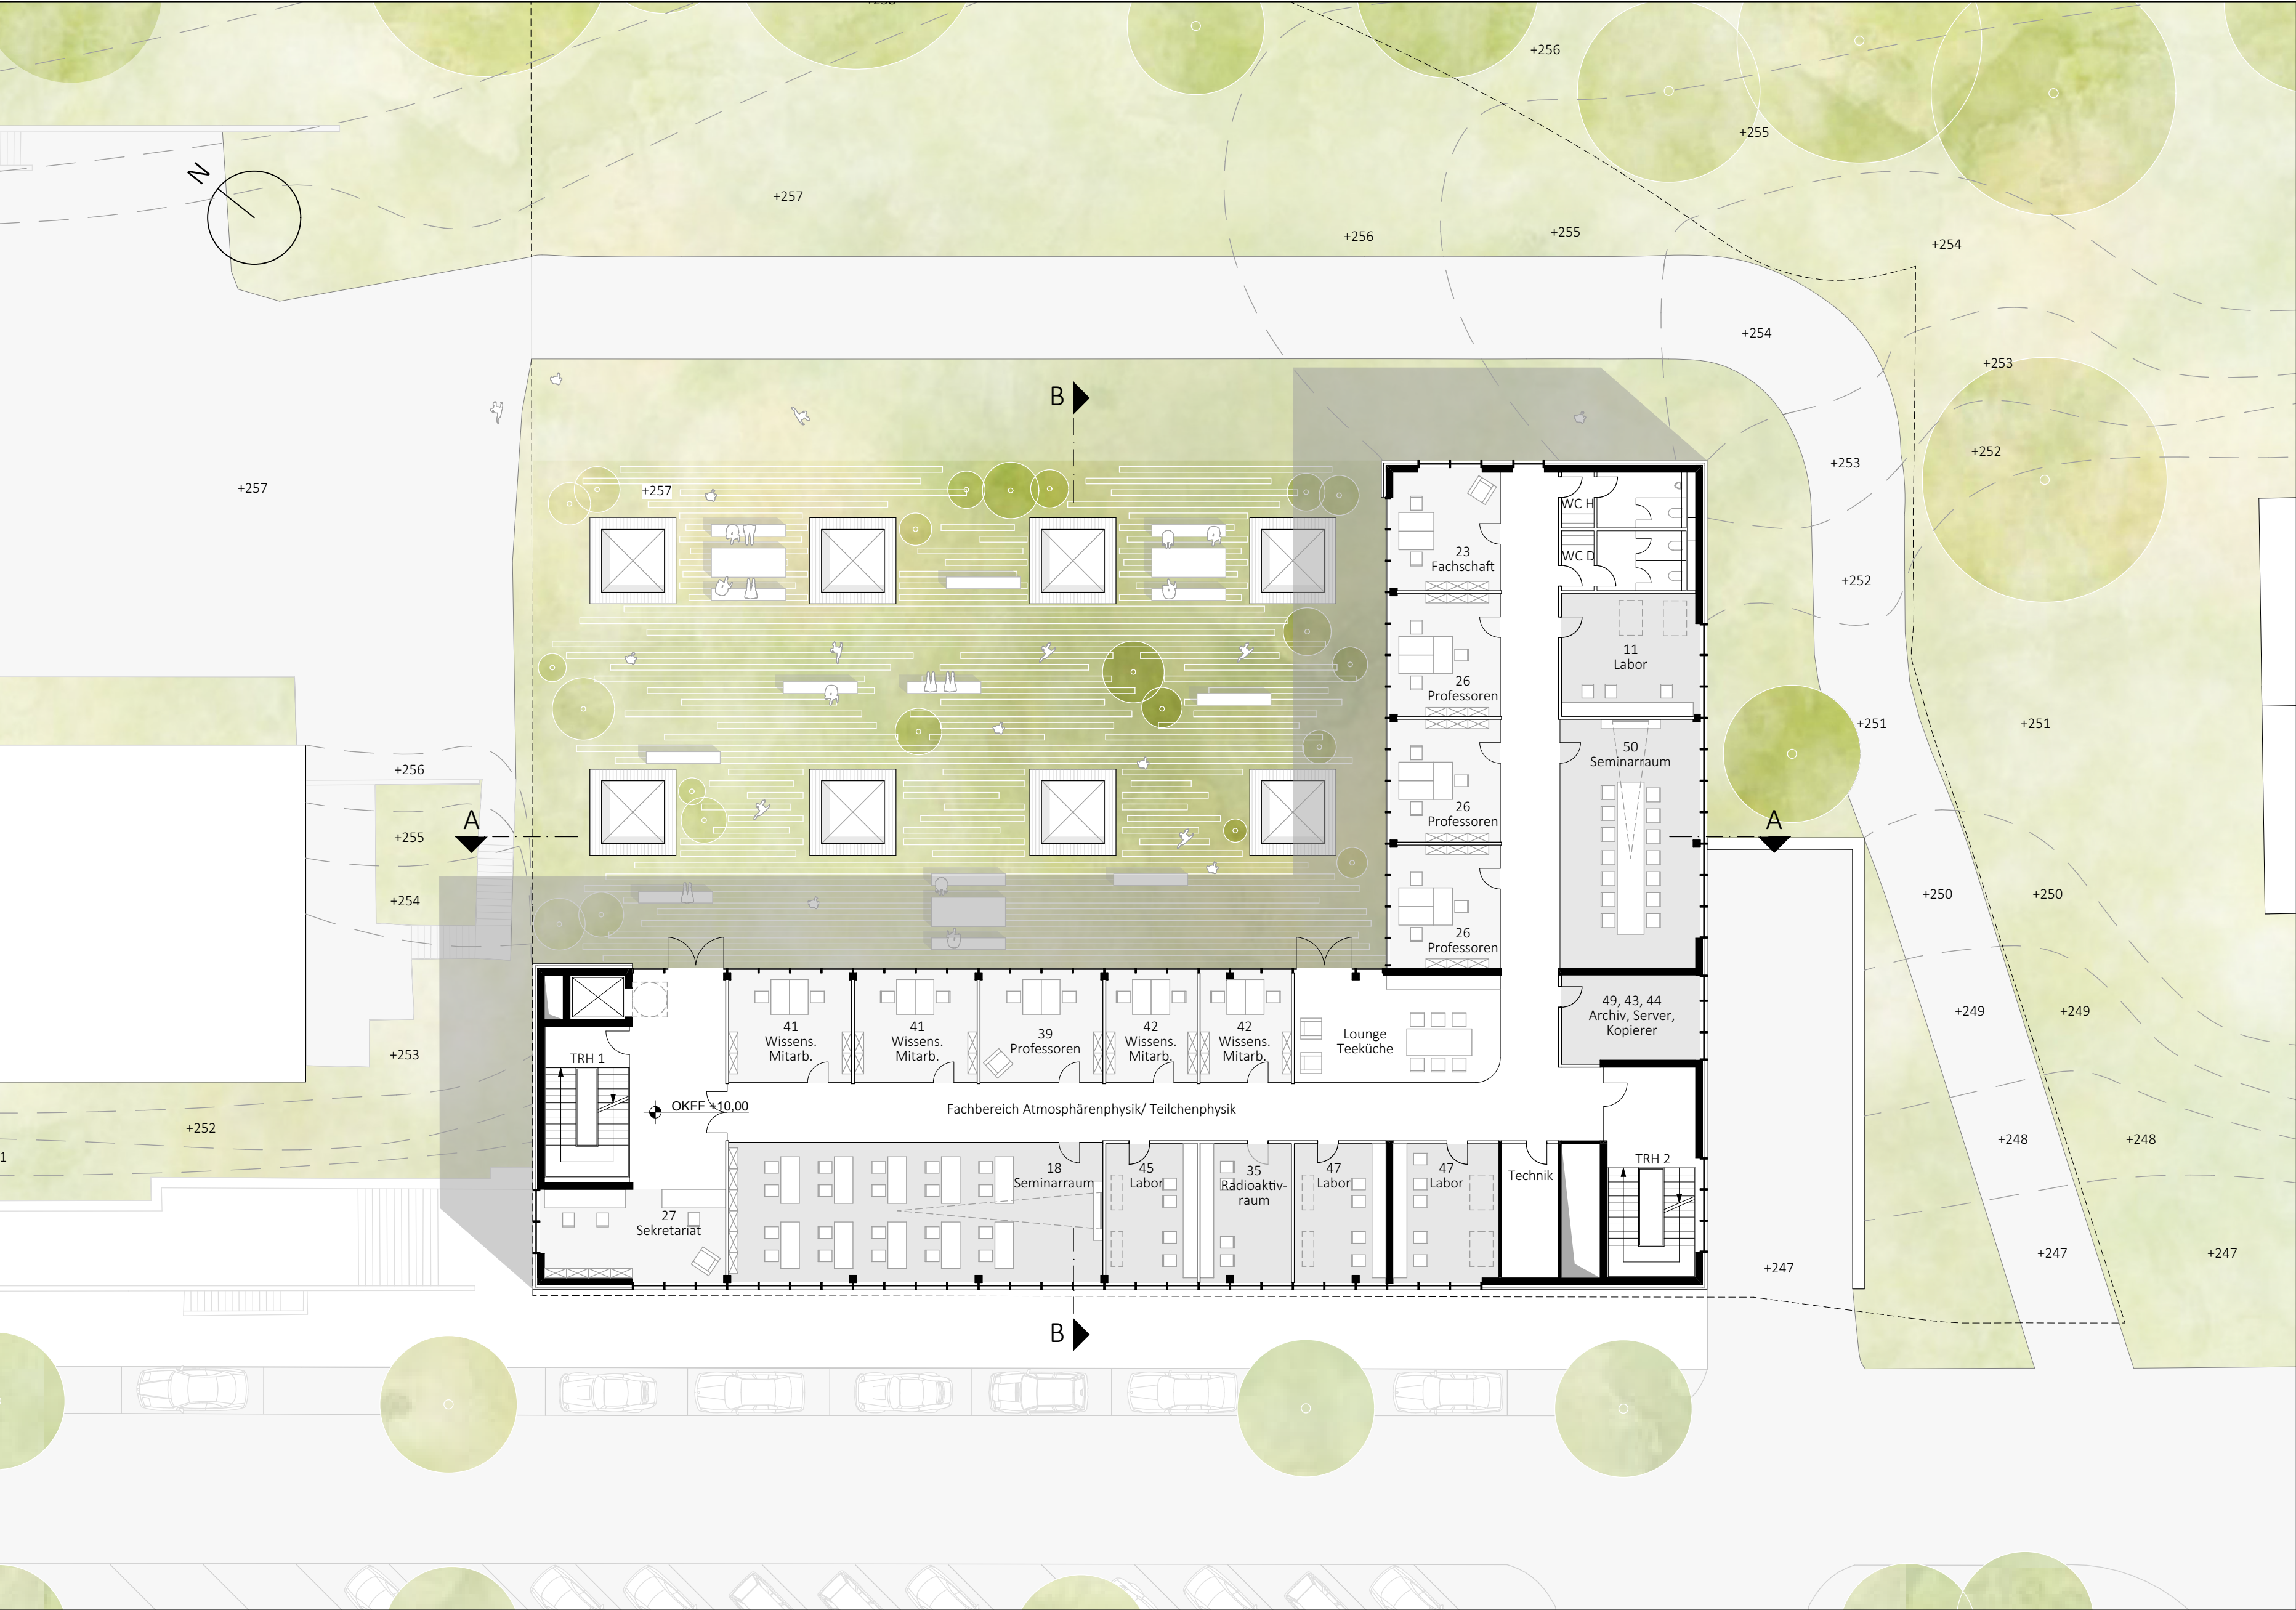 +256
+255
N
+257
+256
+255
+254
+254
+253
B
+253
+252
+257
+257
WC H
WC D
23
Fachschaft
+252
11
Labor
26
Professoren
+251
+251
50
Seminarraum
+256
26
Professoren
A
A
+255
+254
+250
+250
26
Professoren
49, 43, 44
Archiv, Server,
Kopierer
+249
+249
41
Wissens.
Mitarb.
41
Wissens.
Mitarb.
39
Professoren
42
Wissens.
Mitarb.
42
Wissens.
Mitarb.
Lounge
Teeküche
+253
TRH 1
OKFF +10,00
Fachbereich Atmosphärenphysik/ Teilchenphysik
+252
+248
+248
1
18
Seminarraum
45
Labor
35
Radioaktiv-
raum
47
Labor
47
Labor
Technik
TRH 2
27
Sekretariat
+247
+247
+247
B